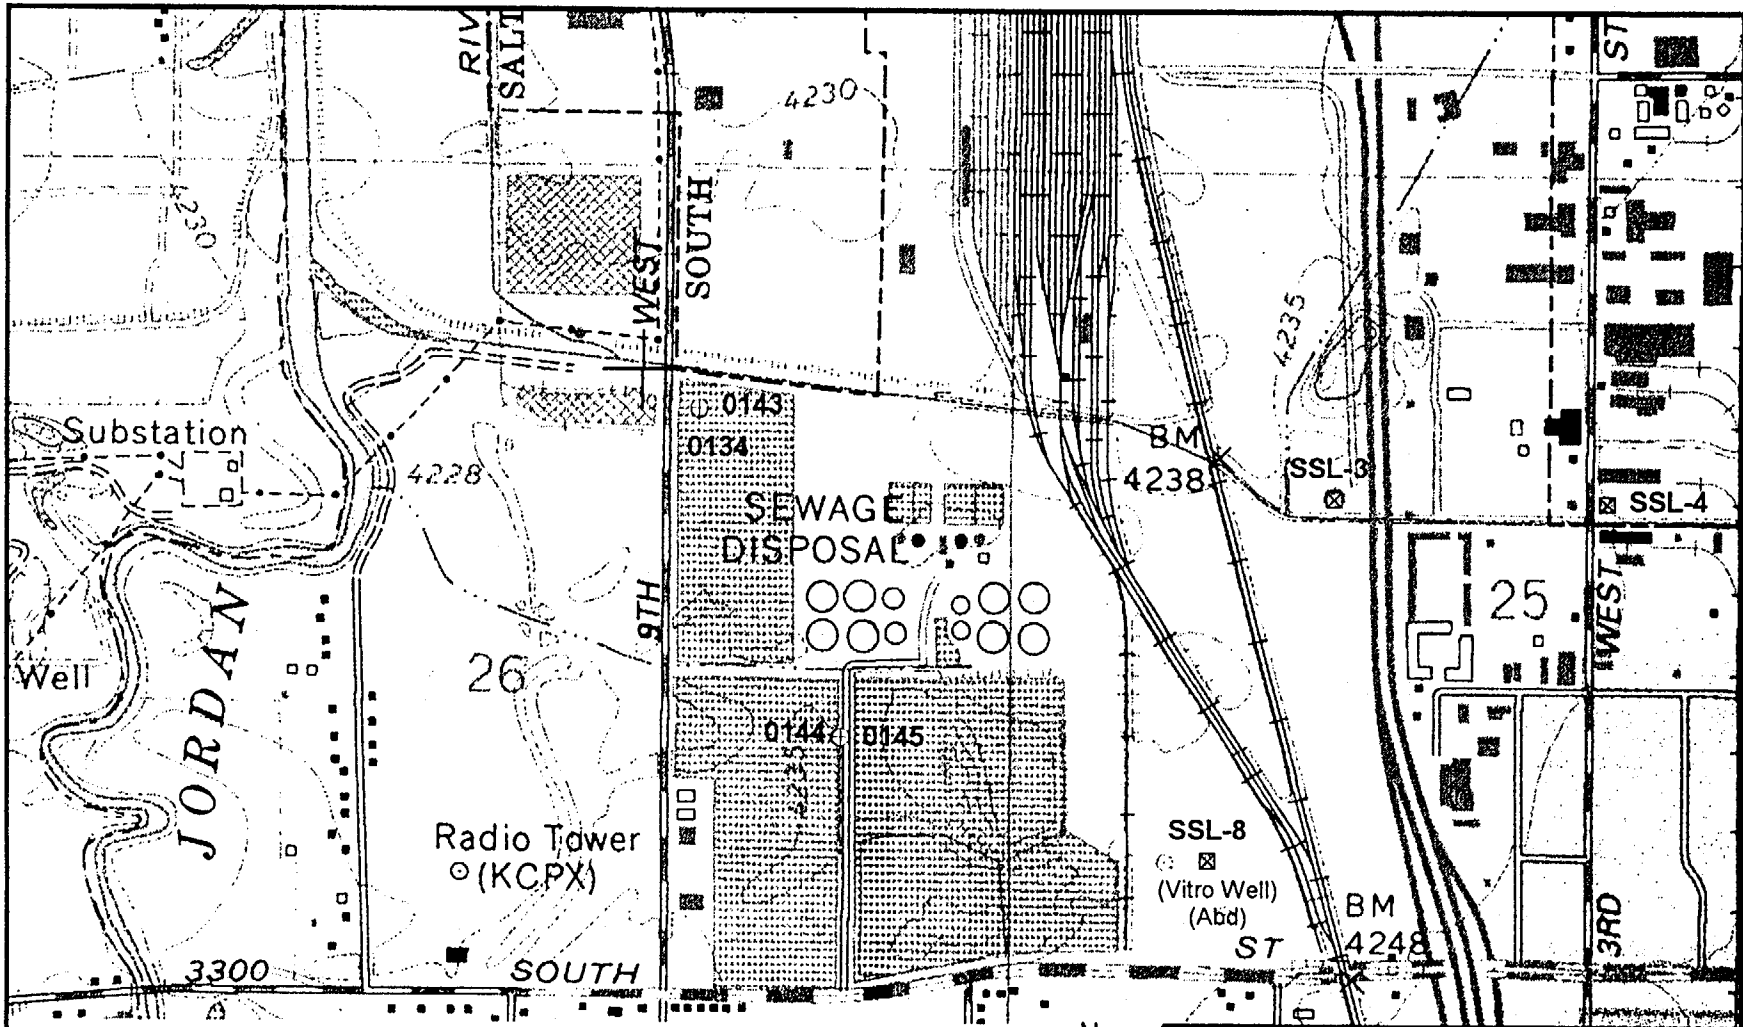 RIV
SALT
ST
4230
4230
WEST
SOUTH
4235
0143
Substation
0134
BM
4238
SSL-3
4228
SEWAGE
DISPOSAL
SSL-4
9TH
25
WEST
JORDAN
26
Well
0144
0145
4235
Radio Tower
(KCPX)
SSL-8
(Vitro Well)
(Abd)
BM
4248
3RD
3300
SOUTH
ST